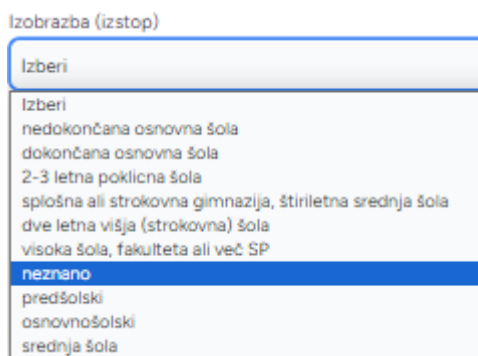 Izobrazba (izstop)
Izberi
Izberi
nedokončana osnovna šola
dokončana osnovna šola
2-3 letna poklicna šola
splošna ali strokovna gimnazija, štiriletna srednja šola
dve letna višja (strokovna) šola
visoka šola, fakulteta ali več SP
neznano
predšolski
osnovnošolski
srednja šola